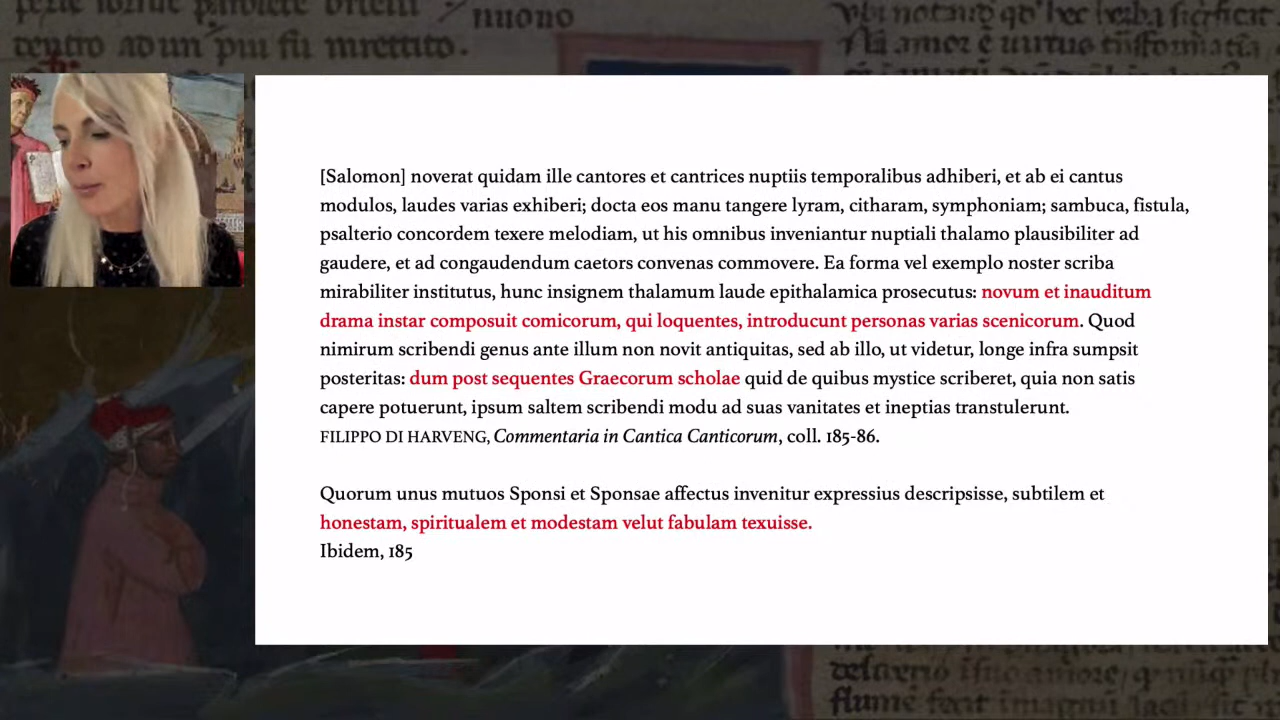 [Salomon] noverat quidam ille cantores et cantrices nuptiis temporalibus adhiberi, et ab ei cantus
modulos, laudes varias exhiberi; docta eos manu tangere lyram, citharam, symphoniam; sambuca, fistula,
psalterio concordem texere melodiam, ut his omnibus inveniantur nuptiali thalamo plausibiliter ad
gaudere, et ad congaudendum caetors convenas commovere. Ea forma vel exemplo noster scriba
mirabiliter institutus, hunc insignem thalamum laude epithalamica prosecutus: novum et inauditum
drama instar composuit comicorum, qui loquentes, introducunt personas varias scenicorum. Quod
nimirum scribendi genus ante illum non novit antiquitas, sed ab illo, ut videtur, longe infra sumpsit
posteritas: dum post sequentes Graecorum scholae quid de quibus mystice scriberet, quia non satis
capere potuerunt, ipsum saltem scribendi modu ad suas vanitates et ineptias transtulerunt.
FILIPPO DI HARVENG, Commentaria in Cantica Canticorum, coll. 185-86.
Quorum unus mutuos Sponsi et Sponsae affectus invenitur expressius descripsisse, subtilem et
honestam, spiritualem et modestam velut fabulam texuisse.
Ibidem, 185